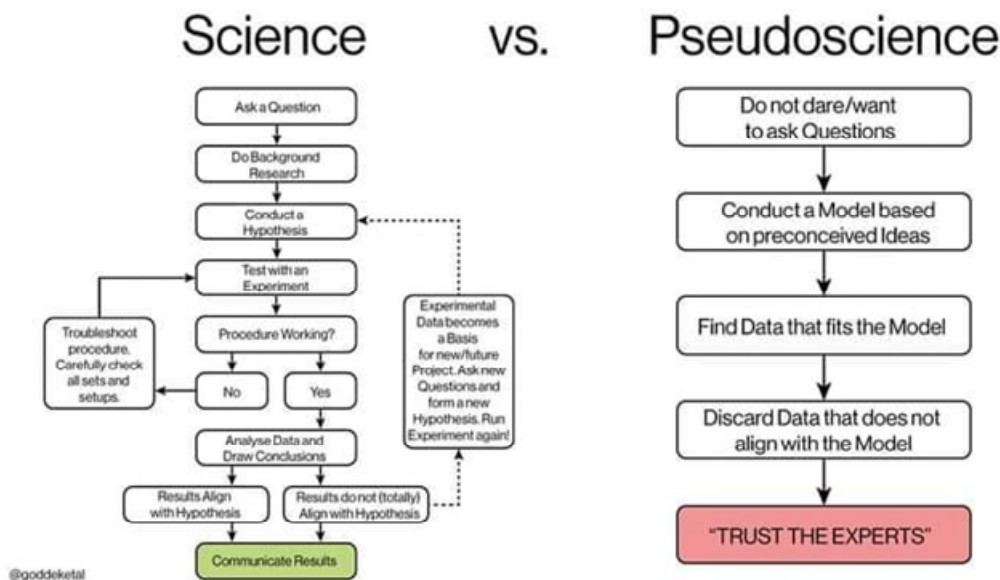 Science vs. Pseudoscience
Ask a Question
Do Background
Research
Conduct a
Hypothesis
Test with an
Experiment
Procedure Working?
Troubleshoot
procedure.
Carefully check
all sets and
setups.
No
Yes
Analyse Data and
Draw Conclusions
Results Align
with Hypothesis
Results do not (totally)
Align with Hypothesis
Experimental
Data becomes
a Basis
for new/future
Project. Ask new
Questions and
form a new
Hypothesis. Run
Experiment again!
Communicate Results
Do not dare/want
to ask Questions
Conduct a Model based
on preconceived Ideas
Find Data that fits the Model
Discard Data that does not
align with the Model
"TRUST THE EXPERTS"
@goddeketal